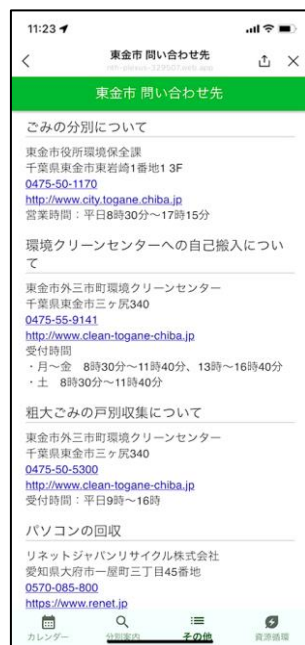 11:23
東金市 問い合わせ先
東金市 問い合わせ先
ごみの分別について
東金市役所環境保全課
千葉県東金市東岩崎1番地1 3F
0475-50-1170
http://www.city.togane.chiba.jp
営業時間：平日8時30分～17時15分
環境クリーンセンターへの自己搬入につい
て
東金市外三市町環境クリーンセンター
千葉県東金市三ヶ尻340
0475-55-9141
http://www.clean-togane-chiba.jp
受付時間
・月～金 8時30分～11時40分、13時～16時40分
・土 8時30分～11時40分
粗大ごみの戸別収集について
東金市外三市町環境クリーンセンター
千葉県東金市三ヶ尻340
0475-50-5300
http://www.clean-togane-chiba.jp
受付時間：平日9時～16時
パソコンの回収
リネットジャパンリサイクル株式会社
愛知県大府市一屋町三丁目45番地
0570-085-800
https://www.renet.jp
カレンダー
分別案内
その他
資源循環